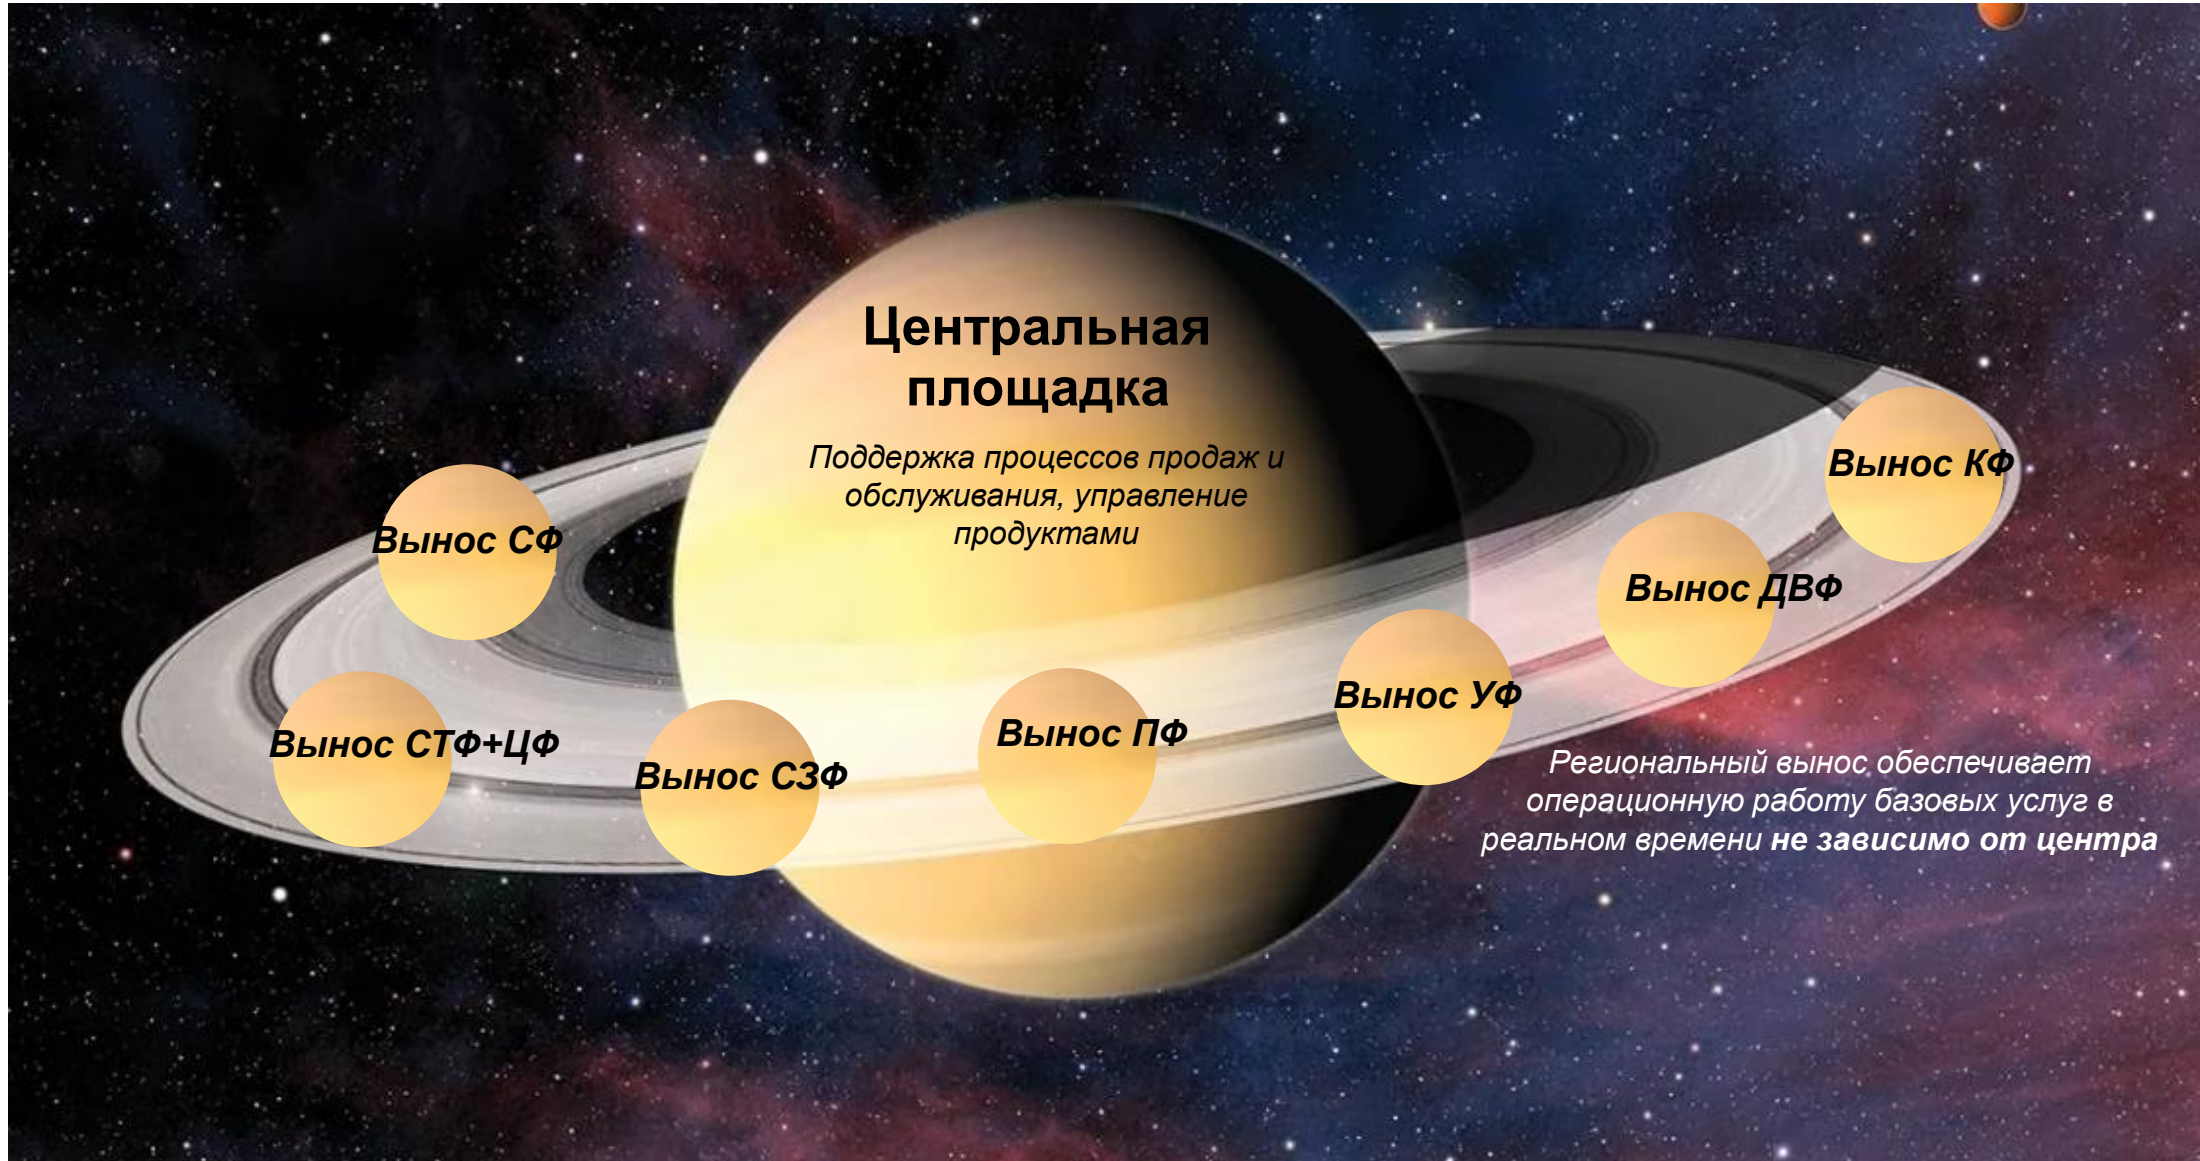 Центральная
площадка
Поддержка процессов продаж и
обслуживания, управление
продуктами
Вынос СФ
Вынос СТФ+ЦФ
Вынос СЗФ
Вынос ПФ
Вынос УФ
Вынос ДВФ
Вынос КФ
Региональный вынос обеспечивает
операционную работу базовых услуг в
реальном времени не зависимо от центра